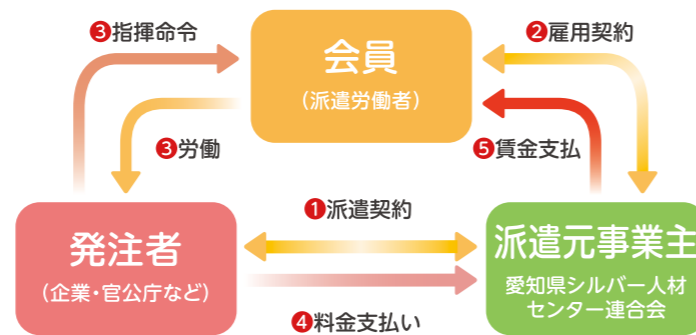 ❸指揮命令
❷雇用契約
会員
（派遣労働者）
❸労働
❺賃金支払
❶派遣契約
発注者
（企業・官公庁など）
派遣元事業主
愛知県シルバー人材
センター連合会
❹料金支払い